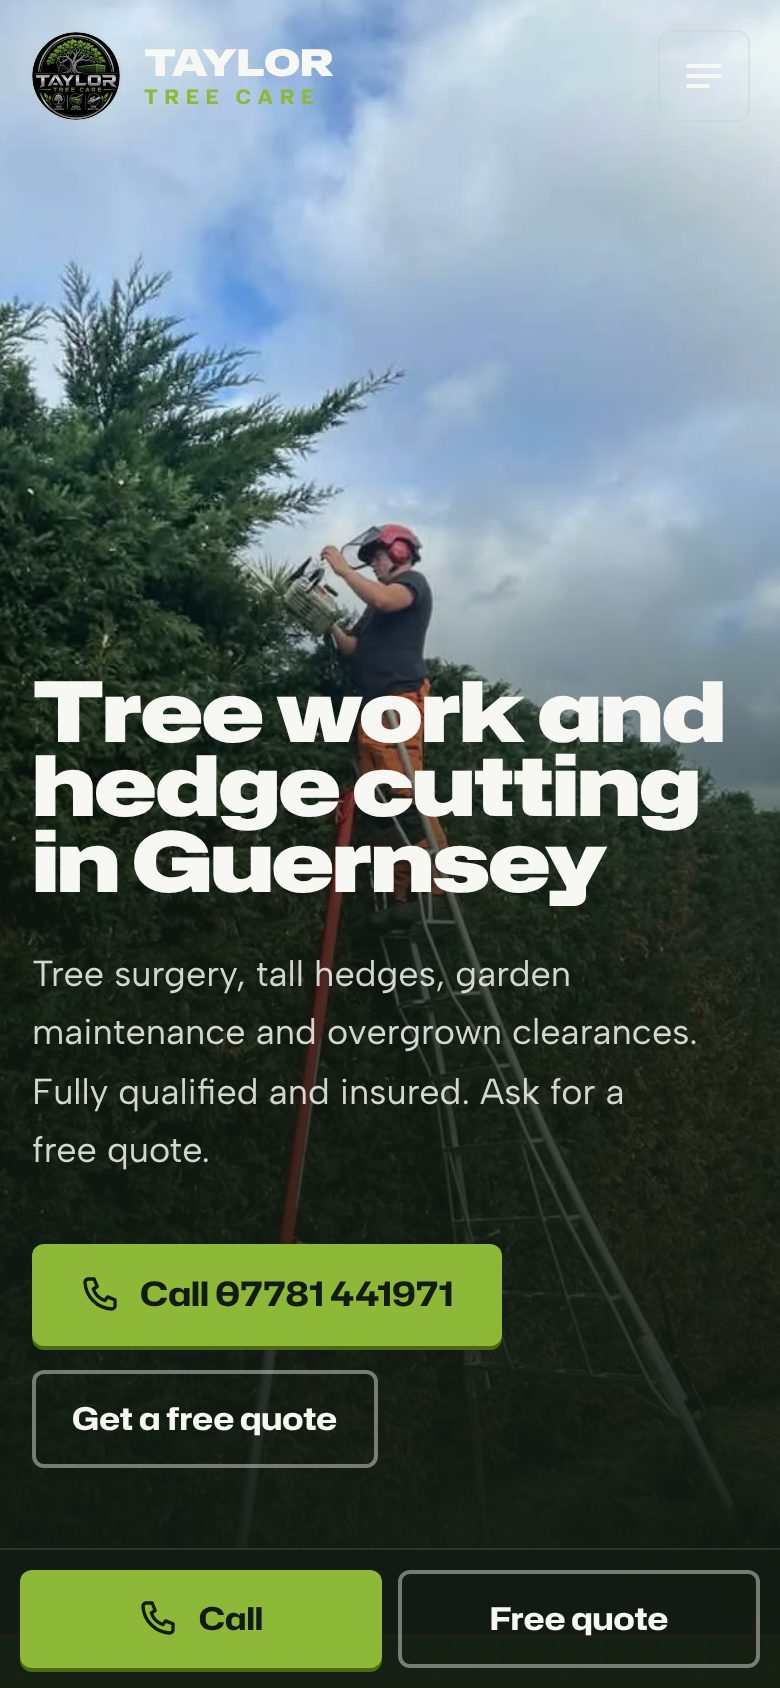 TAYLOR
TREE CARE
TAYLOR
TREE CARE
Tree work and
hedge cutting
in Guernsey
Tree surgery, tall hedges, garden
maintenance and overgrown clearances.
Fully qualified and insured. Ask for a
free quote.
Call 07781 441971
Get a free quote
Call
Free quote